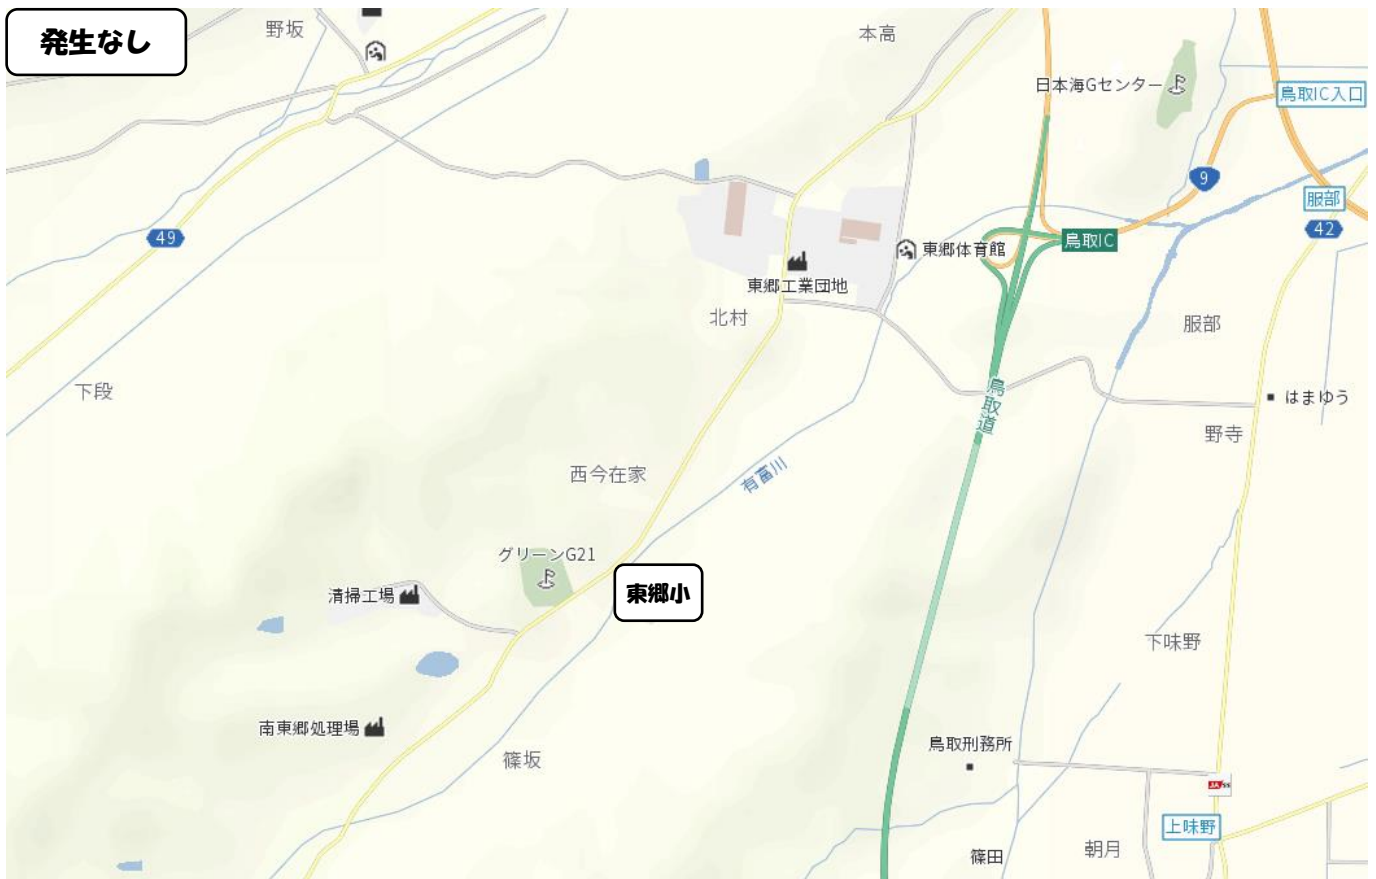 発生なし
野坂
本高
日本海Gセンター
鳥取IC入口
9
服部
42
49
鳥取IC
東郷体育館
東郷工業団地
北村
服部
下段
鳥取道
はまゆう
野寺
西今在家
有富川
グリーンG21
清掃工場
東郷小
下味野
南東郷処理場
鳥取刑務所
篠坂
JA-SS
上味野
朝月
篠田